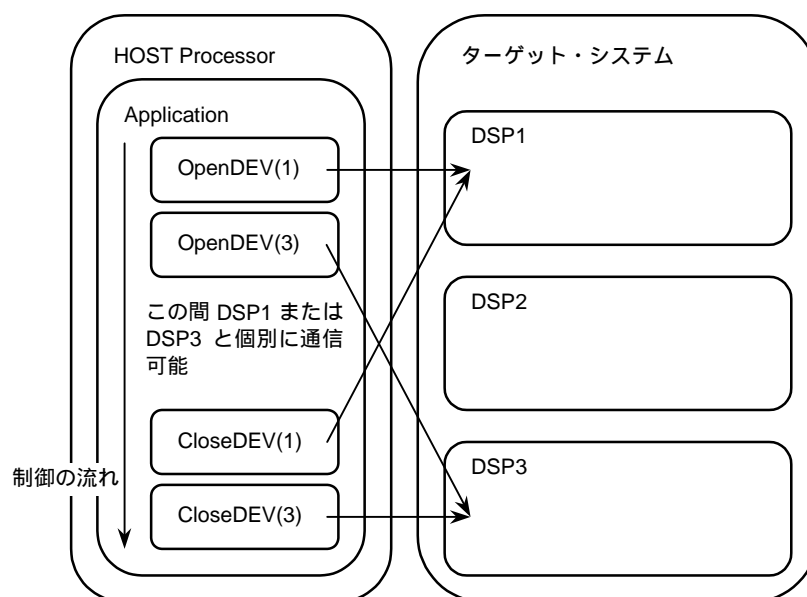 HOST Processor
Application
OpenDEV(1)
OpenDEV(3)
この間 DSP1 または
DSP3 と個別に通信
可能
CloseDEV(1)
CloseDEV(3)
制御の流れ
ターゲット・システム
DSP1
DSP2
DSP3